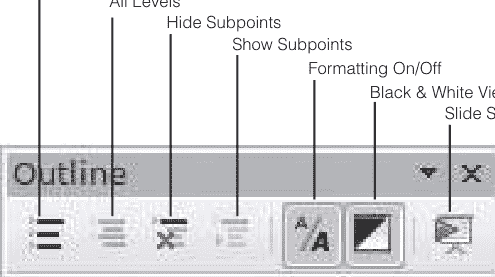 All Levels
Hide Subpoints
Show Subpoints
Formatting On/Off
Black & White Vie
Slide S
Outline
A/A